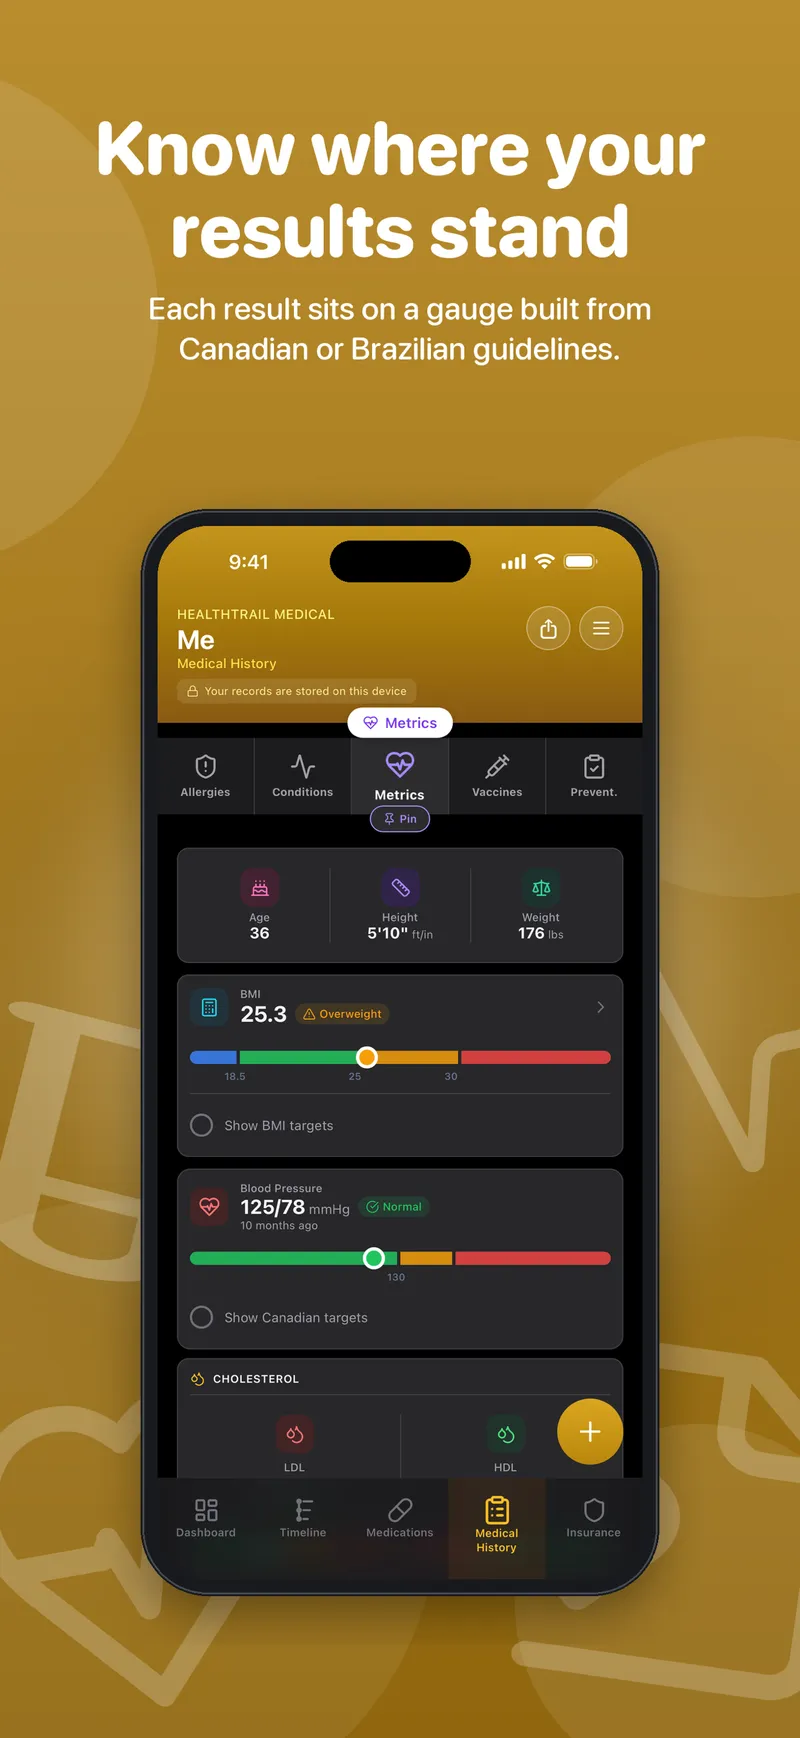 Know where your
results stand
Each result sits on a gauge built from
Canadian or Brazilian guidelines.
9:41
HEALTHTRAIL MEDICAL
Me
Medical History
Your records are stored on this device
Metrics
Allergies
Conditions
Metrics
Vaccines
Prevent.
Pin
Age
36
Height
5'10" ft/in
Weight
176 lbs
BMI
25.3 Overweight
18.5 25 30
Show BMI targets
Blood Pressure
125/78 mmHg Normal
10 months ago
130
Show Canadian targets
CHOLESTEROL
LDL
HDL
Dashboard
Timeline
Medications
Medical
History
Insurance